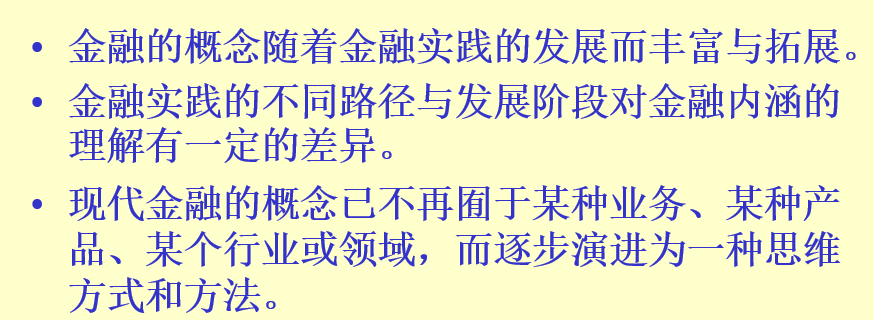 • 金融的概念随着金融实践的发展而丰富与拓展。
• 金融实践的不同路径与发展阶段对金融内涵的
理解有一定的差异。
• 现代金融的概念已不再囿于某种业务、某种产
品、某个行业或领域，而逐步演进为一种思维
方式和方法。